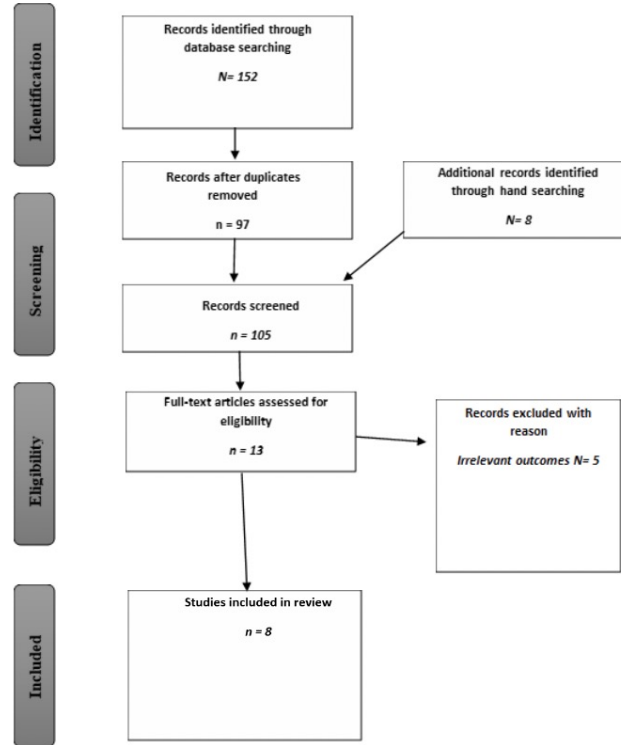 Identification
Records identified through
database searching
N= 152
Records after duplicates
removed
n = 97
Additional records identified
through hand searching
N= 8
Screening
Records screened
n = 105
Full-text articles assessed for
eligibility
n = 13
Eligibility
Records excluded with
reason
Irrelevant outcomes N= 5
Included
Studies included in review
n = 8